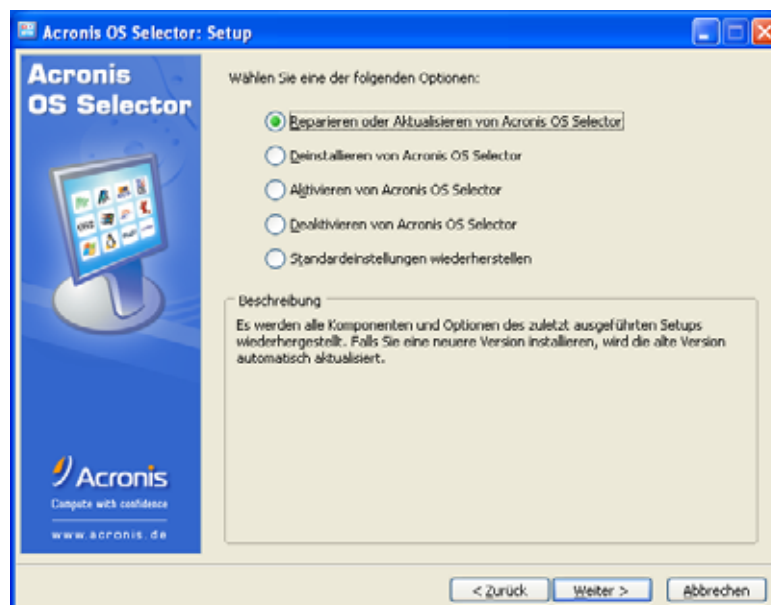 Acronis OS Selector: Setup
Acronis
OS Selector
Wählen Sie eine der folgenden Optionen:
Reparieren oder Aktualisieren von Acronis OS Selector
Deinstallieren von Acronis OS Selector
Aktivieren von Acronis OS Selector
Deaktivieren von Acronis OS Selector
Standardeinstellungen wiederherstellen
Beschreibung
Es werden alle Komponenten und Optionen des zuletzt ausgeführten Setups
wiederhergestellt. Falls Sie eine neuere Version installieren, wird die alte Version
automatisch aktualisiert.
Acronis
Compute with confidence
www.acronis.de
< Zurück
Weiter >
Abbrechen